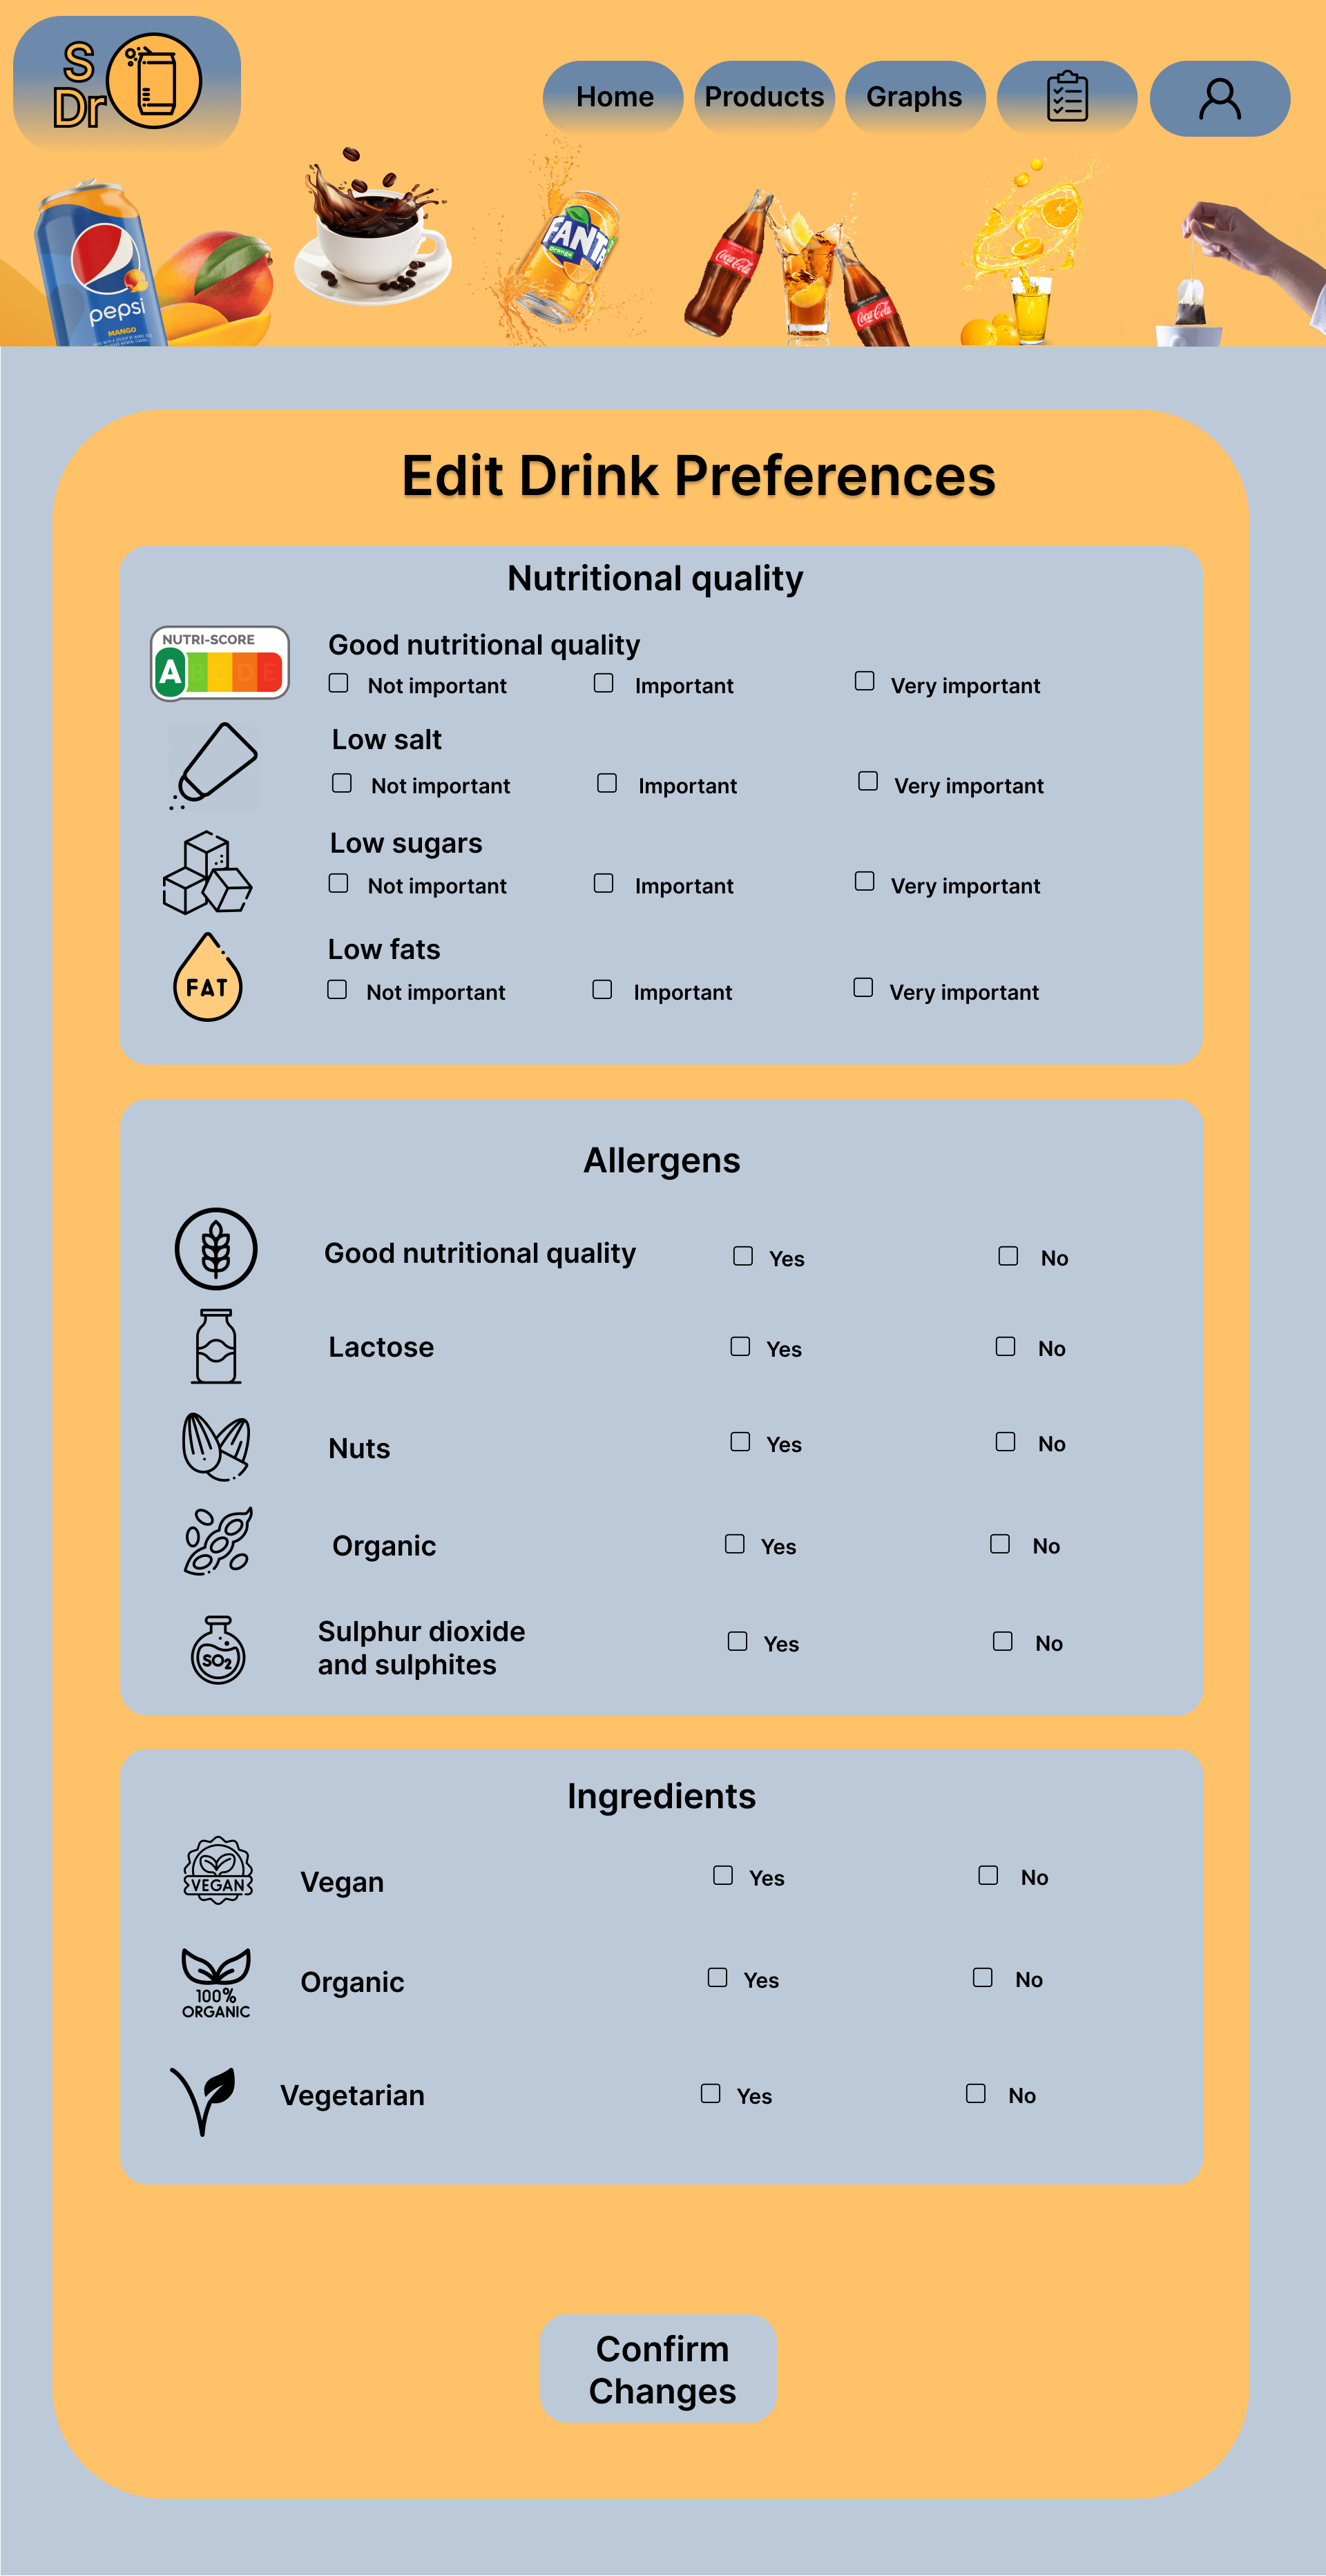 S
Dr
Home Products Graphs
pepsi
MANGO
FANTA
Orange
Coca-Cola
Coca-Cola
Edit Drink Preferences
Nutritional quality
NUTRI-SCORE
A B C D E
Good nutritional quality
Not important Important Very important
Low salt
Not important Important Very important
Low sugars
Not important Important Very important
FAT
Low fats
Not important Important Very important
Allergens
Good nutritional quality Yes No
Lactose Yes No
Nuts Yes No
Organic Yes No
SO2
Sulphur dioxide
and sulphites
Yes No
Ingredients
VEGAN
Vegan Yes No
100%
ORGANIC
Organic Yes No
Vegetarian Yes No
Confirm
Changes